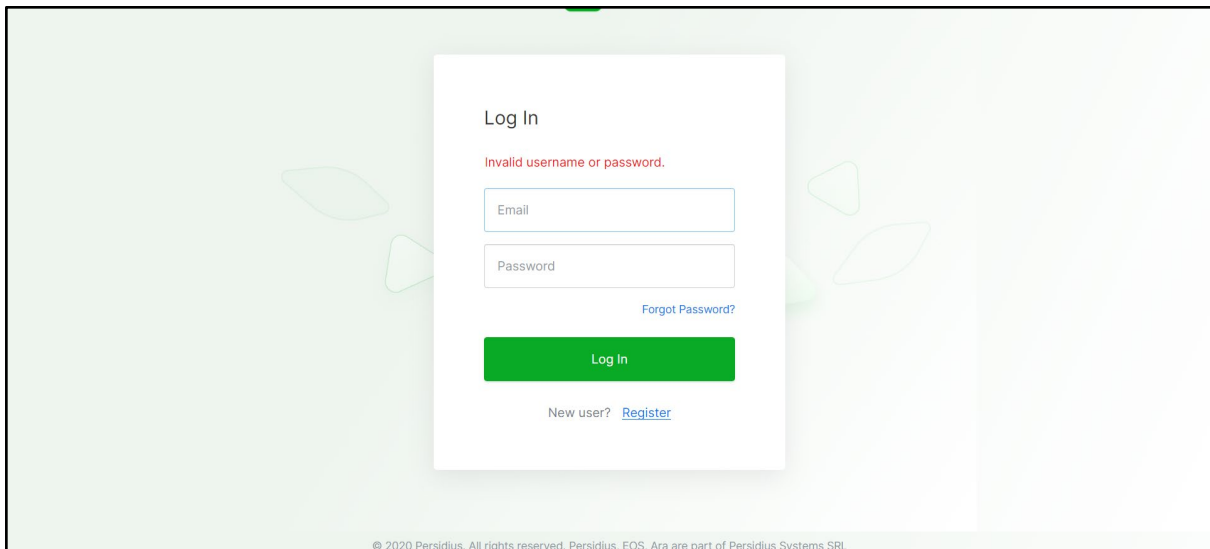 Log In
Invalid username or password.
Email
Password
Forgot Password?
Log In
New user? Register
© 2020 Persidius. All rights reserved. Persidius, EOS, Ara are part of Persidius Systems SRL